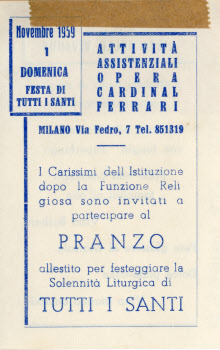 Novembre 1959
1
DOMENICA
FESTA DI
TUTTI I SANTI
ATTIVITÀ
ASSISTENZIALI
OPERA
CARDINAL
FERRARI
MILANO Via Fedro, 7 Tel. 851319
I Carissimi dell'Istituzione
dopo la Funzione Reli
giosa sono invitati a
partecipare al
PRANZO
allestito per festeggiare la
Solennità Liturgica di
TUTTI I SANTI